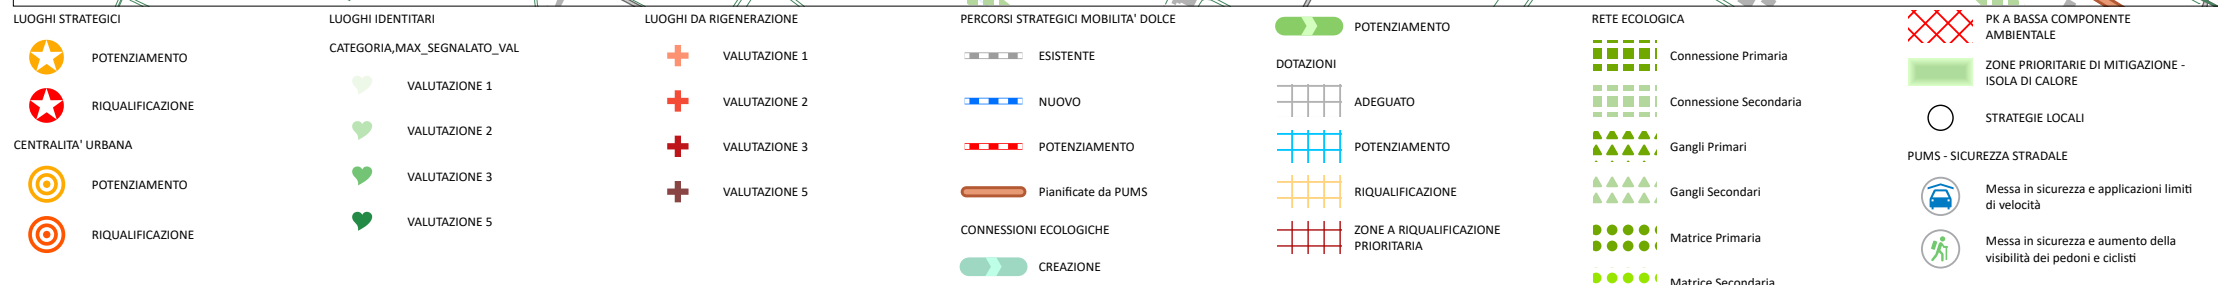 LUOGHI STRATEGICI
POTENZIAMENTO
RIQUALIFICAZIONE
CENTRALITA' URBANA
POTENZIAMENTO
RIQUALIFICAZIONE
LUOGHI IDENTITARI
CATEGORIA,MAX_SEGNALATO_VAL
VALUTAZIONE 1
VALUTAZIONE 2
VALUTAZIONE 3
VALUTAZIONE 5
LUOGHI DA RIGENERAZIONE
VALUTAZIONE 1
VALUTAZIONE 2
VALUTAZIONE 3
VALUTAZIONE 5
PERCORSI STRATEGICI MOBILITA' DOLCE
ESISTENTE
NUOVO
POTENZIAMENTO
Pianificate da PUMS
CONNESSIONI ECOLOGICHE
CREAZIONE
POTENZIAMENTO
DOTAZIONI
ADEGUATO
POTENZIAMENTO
RIQUALIFICAZIONE
ZONE A RIQUALIFICAZIONE
PRIORITARIA
RETE ECOLOGICA
Connessione Primaria
Connessione Secondaria
Gangli Primari
Gangli Secondari
Matrice Primaria
Matrice Secondaria
PK A BASSA COMPONENTE
AMBIENTALE
ZONE PRIORITARIE DI MITIGAZIONE -
ISOLA DI CALORE
STRATEGIE LOCALI
PUMS - SICUREZZA STRADALE
Messa in sicurezza e applicazioni limiti
di velocità
Messa in sicurezza e aumento della
visibilità dei pedoni e ciclisti